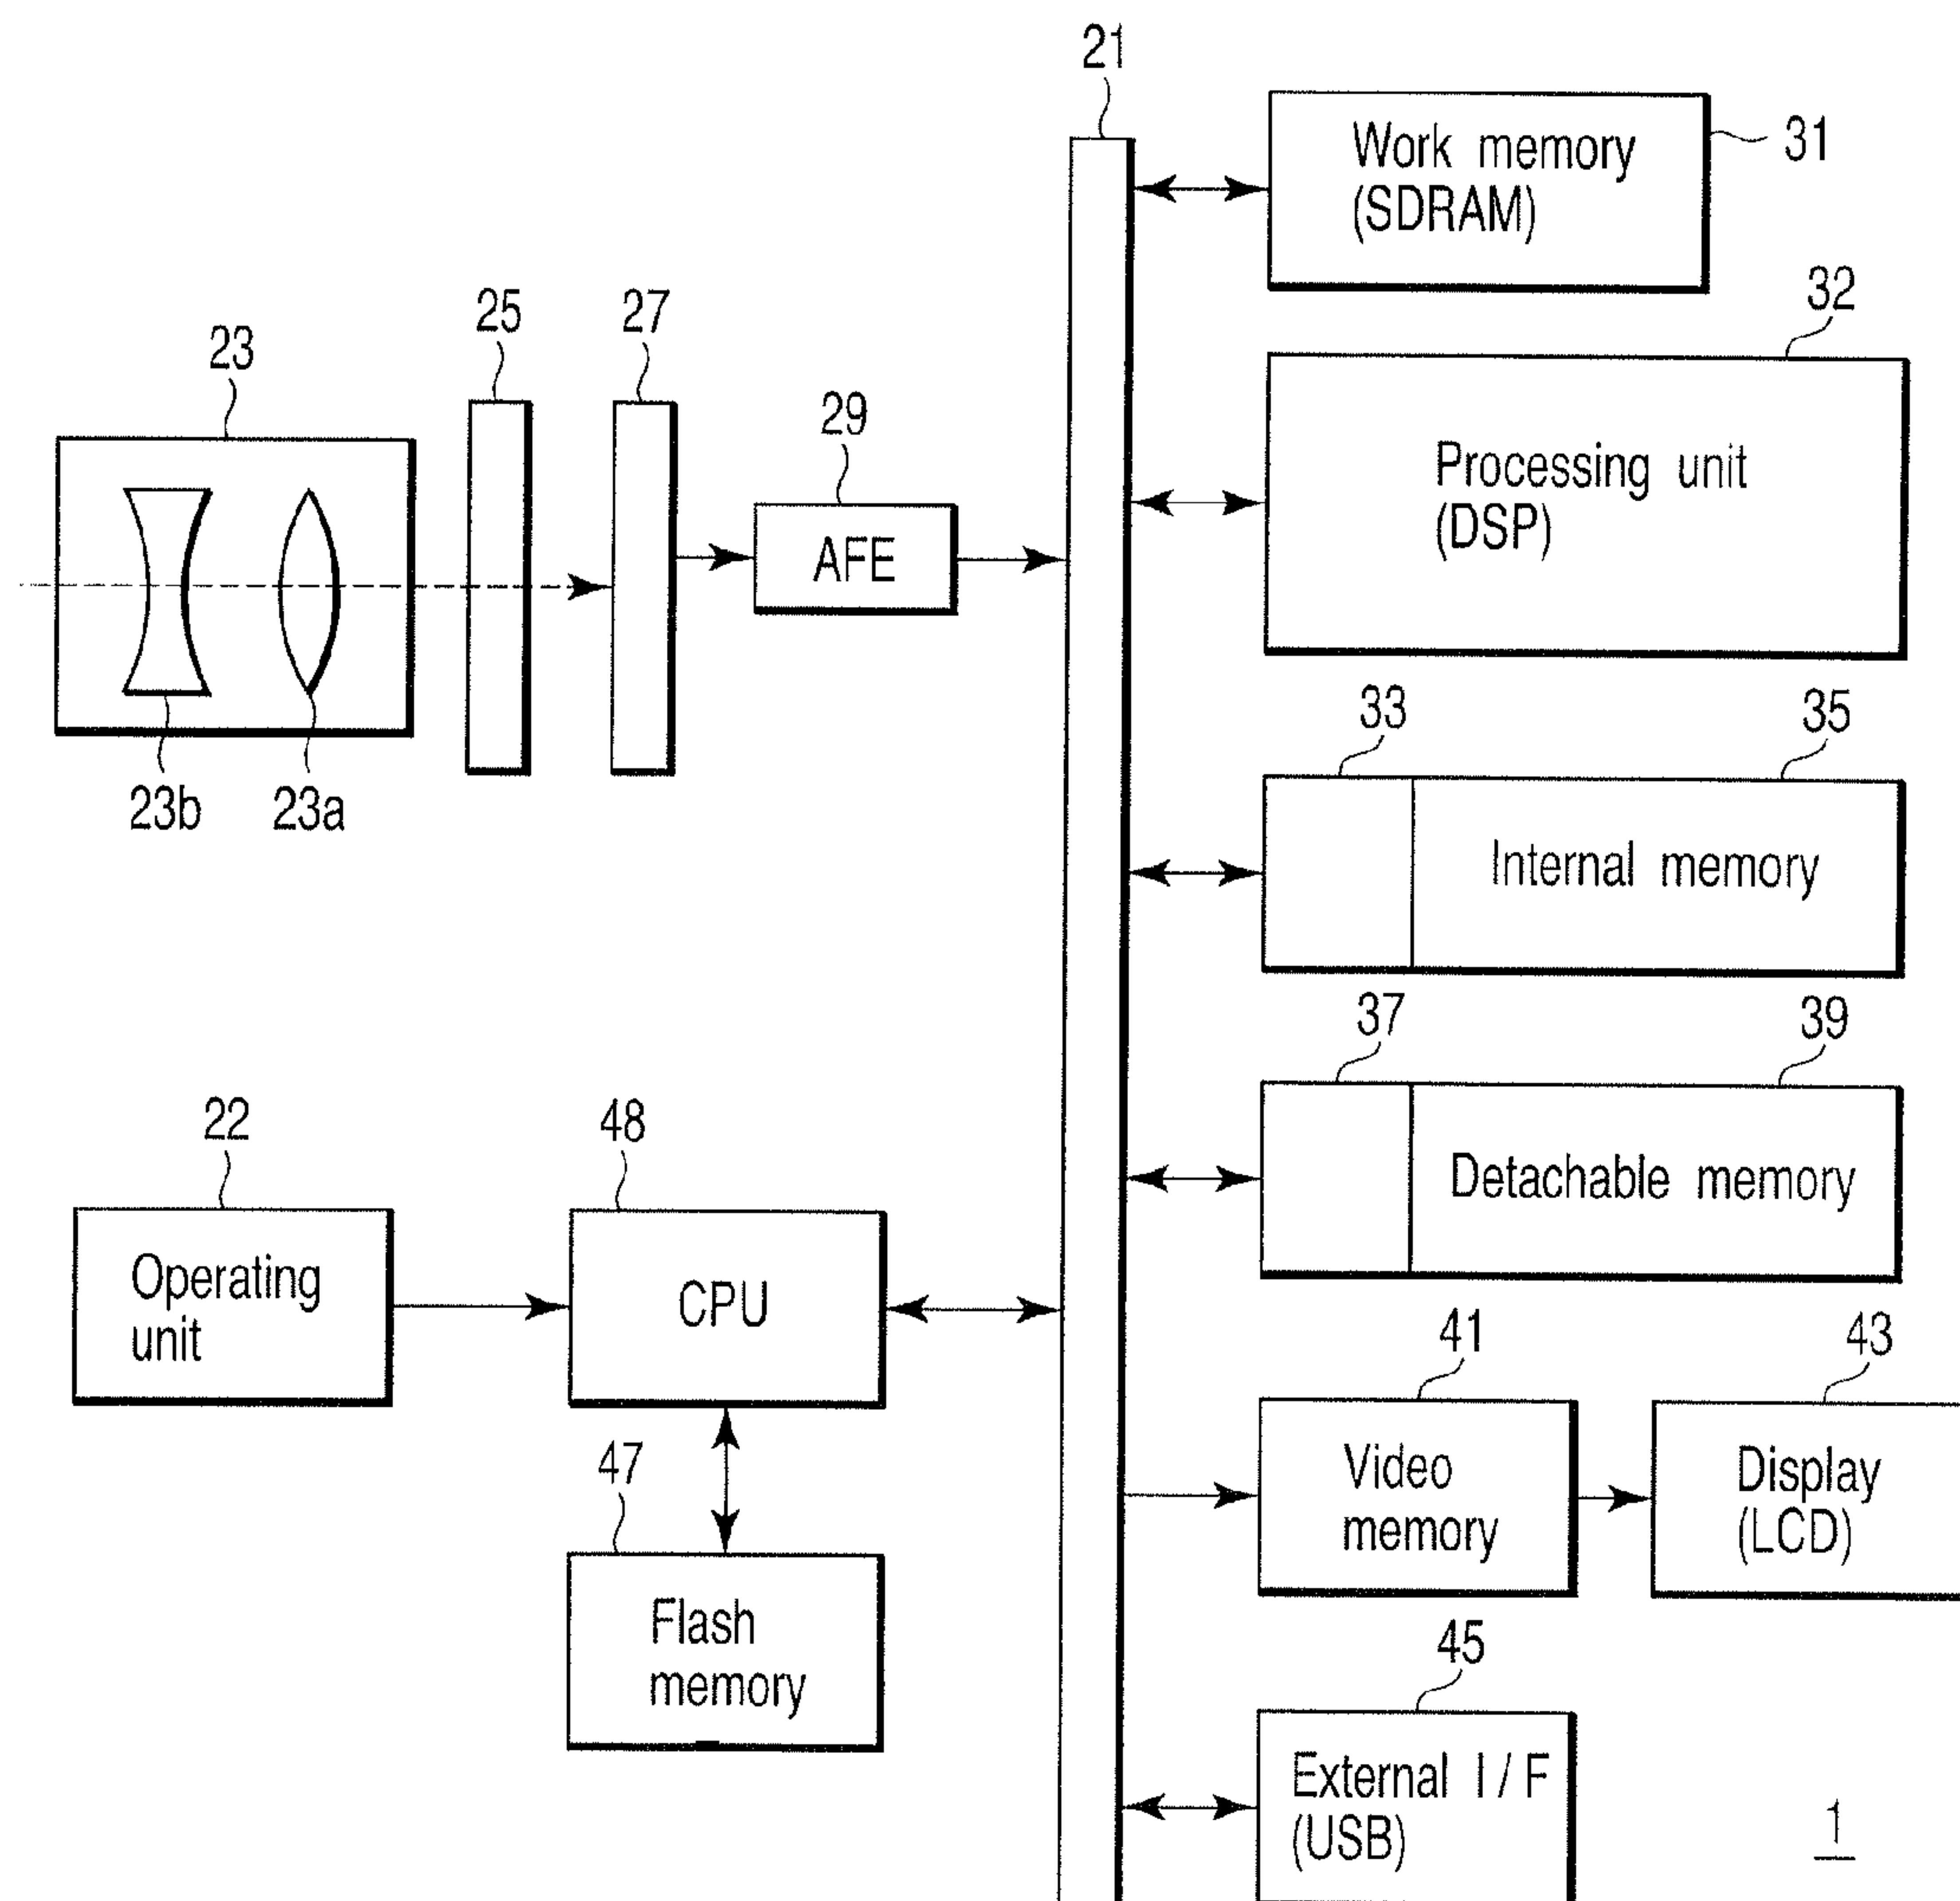 21
Work memory
(SDRAM)
31
32
Processing unit
(DSP)
25
27
23
29
AFE
23b
23a
33
35
Internal memory
37
39
Detachable memory
22
48
Operating
unit
CPU
41
43
Video
memory
Display
(LCD)
47
Flash
memory
45
External I/F
(USB)
1